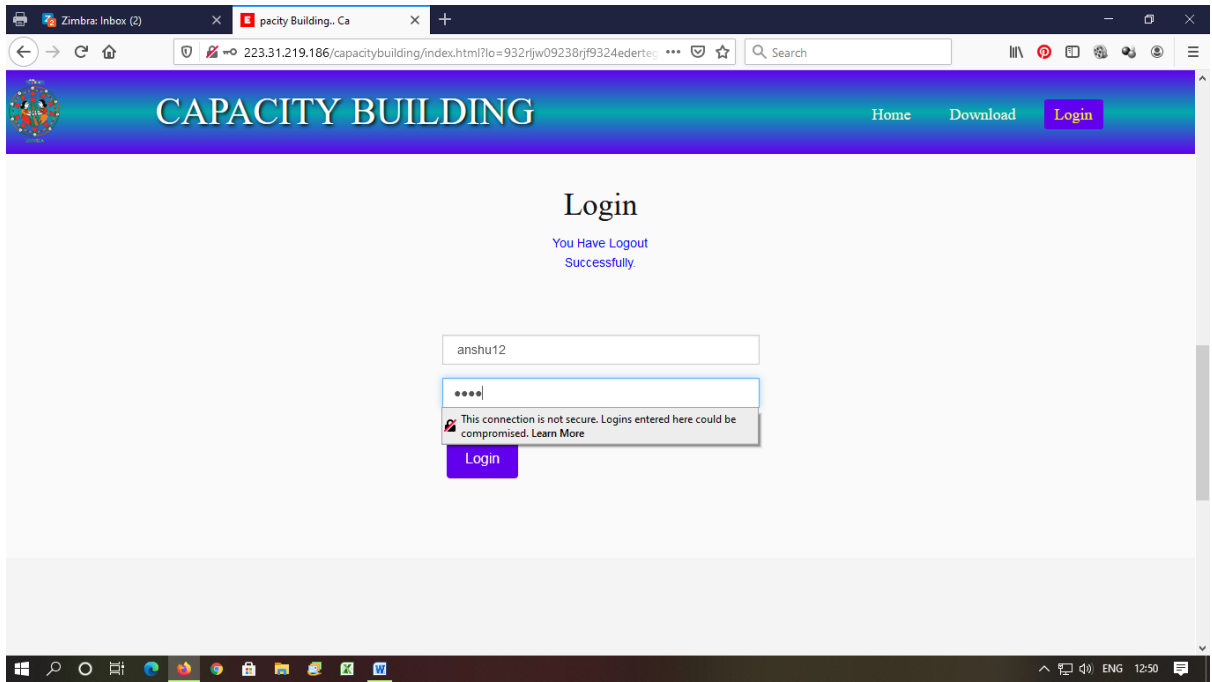 Zimbra: Inbox (2)
E pacity Building.. Ca
223.31.219.186/capacitybuilding/index.html?lo=932rljw09238rjf9324ederteq
Search
CAPACITY BUILDING
Home Download Login
Login
You Have Logout
Successfully.
anshu12
This connection is not secure. Logins entered here could be
compromised. Learn More
Login
ENG 12:50